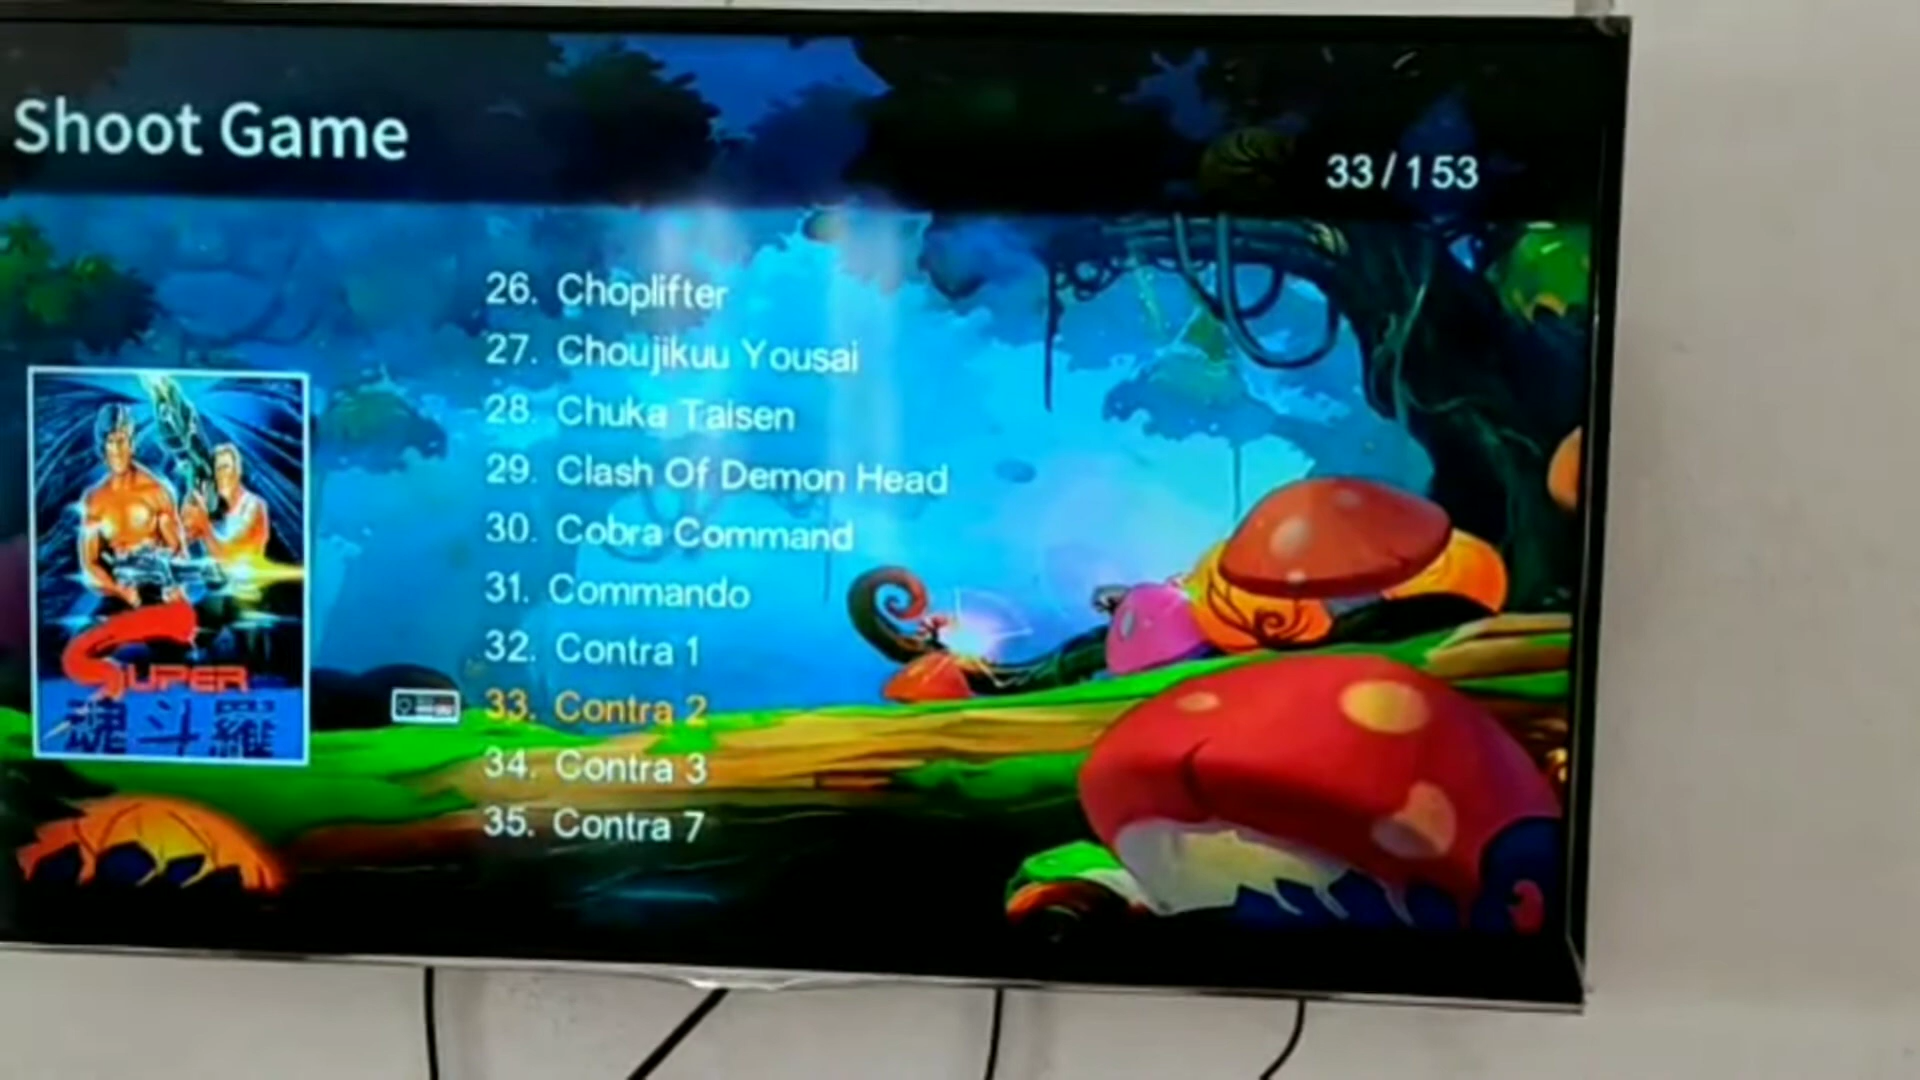 Shoot Game
33/153
26. Choplifter
27. Choujikuu Yousai
28. Chuka Taisen
29. Clash Of Demon Head
30. Cobra Command
31. Commando
32. Contra 1
33. Contra 2
34. Contra 3
35. Contra 7
SUPER
魂斗羅